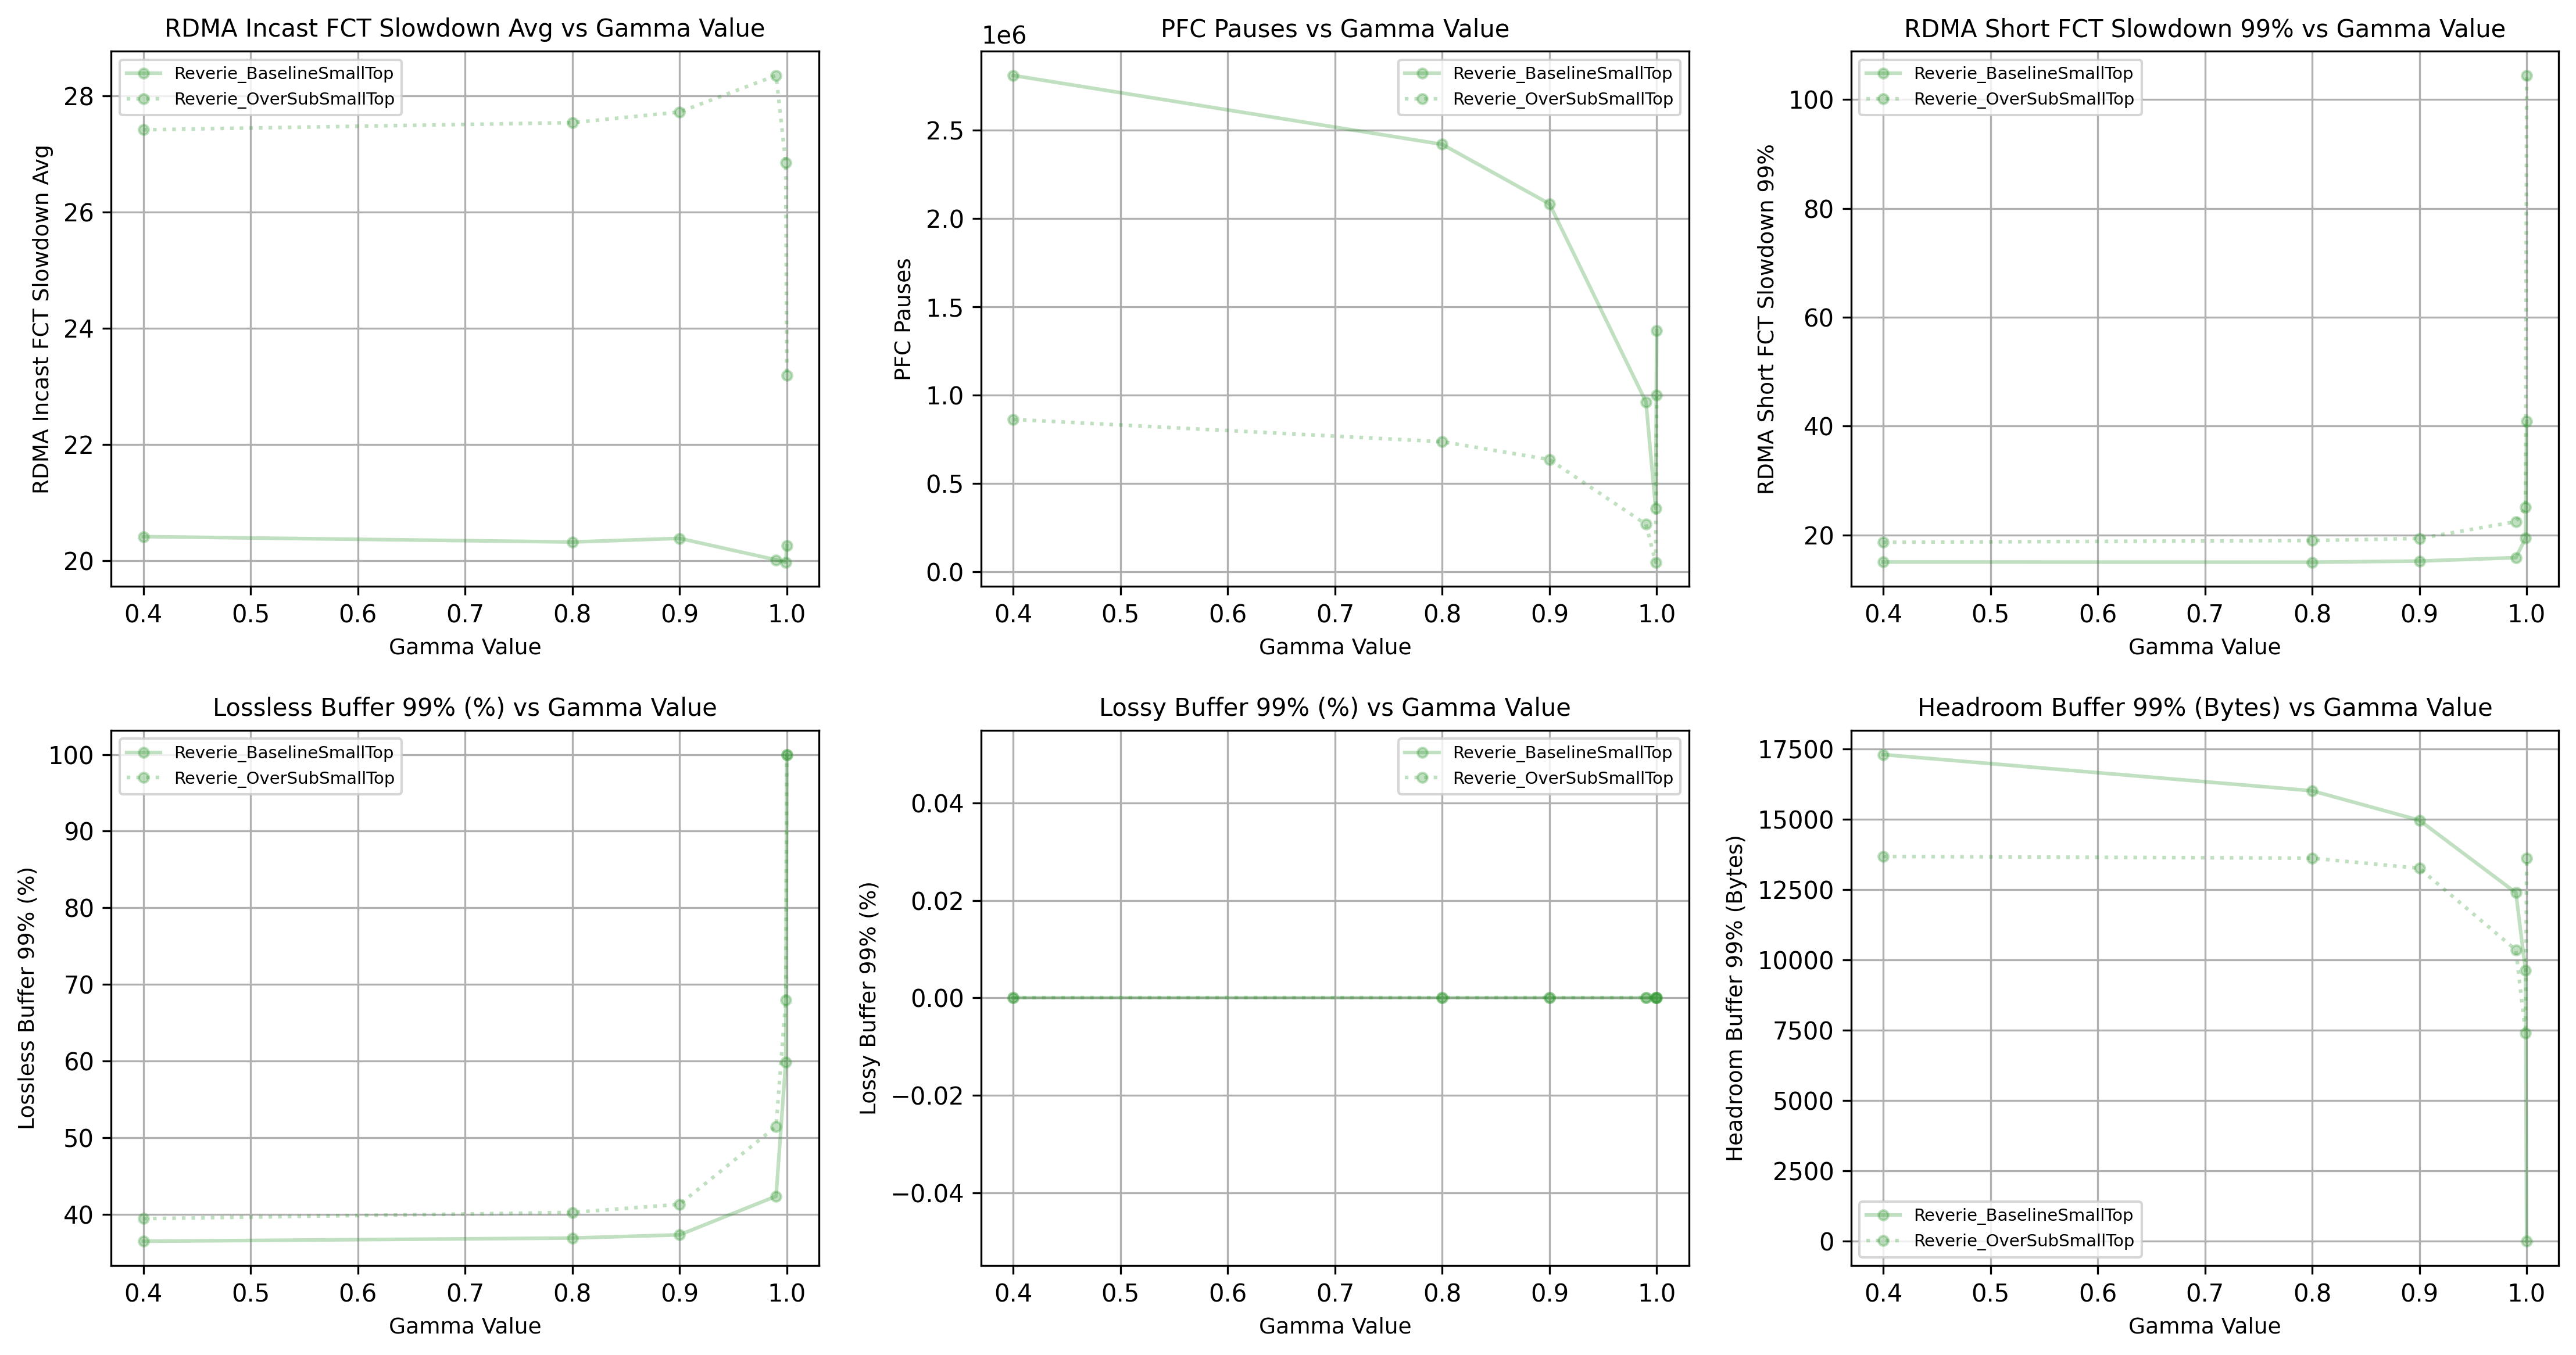 RDMA Incast FCT Slowdown Avg vs Gamma Value
Reverie_BaselineSmallTop
Reverie_OverSubSmallTop
RDMA Incast FCT Slowdown Avg
28
26
24
22
20
0.4 0.5 0.6 0.7 0.8 0.9 1.0
Gamma Value
PFC Pauses vs Gamma Value
1e6
Reverie_BaselineSmallTop
Reverie_OverSubSmallTop
PFC Pauses
2.5
2.0
1.5
1.0
0.5
0.0
0.4 0.5 0.6 0.7 0.8 0.9 1.0
Gamma Value
RDMA Short FCT Slowdown 99% vs Gamma Value
Reverie_BaselineSmallTop
Reverie_OverSubSmallTop
RDMA Short FCT Slowdown 99%
100
80
60
40
20
0.4 0.5 0.6 0.7 0.8 0.9 1.0
Gamma Value
Lossless Buffer 99% (%) vs Gamma Value
Reverie_BaselineSmallTop
Reverie_OverSubSmallTop
Lossless Buffer 99% (%)
100
90
80
70
60
50
40
0.4 0.5 0.6 0.7 0.8 0.9 1.0
Gamma Value
Lossy Buffer 99% (%) vs Gamma Value
Reverie_BaselineSmallTop
Reverie_OverSubSmallTop
Lossy Buffer 99% (%)
0.04
0.02
0.00
−0.02
−0.04
0.4 0.5 0.6 0.7 0.8 0.9 1.0
Gamma Value
Headroom Buffer 99% (Bytes) vs Gamma Value
Headroom Buffer 99% (Bytes)
17500
15000
12500
10000
7500
5000
2500
0
Reverie_BaselineSmallTop
Reverie_OverSubSmallTop
0.4 0.5 0.6 0.7 0.8 0.9 1.0
Gamma Value